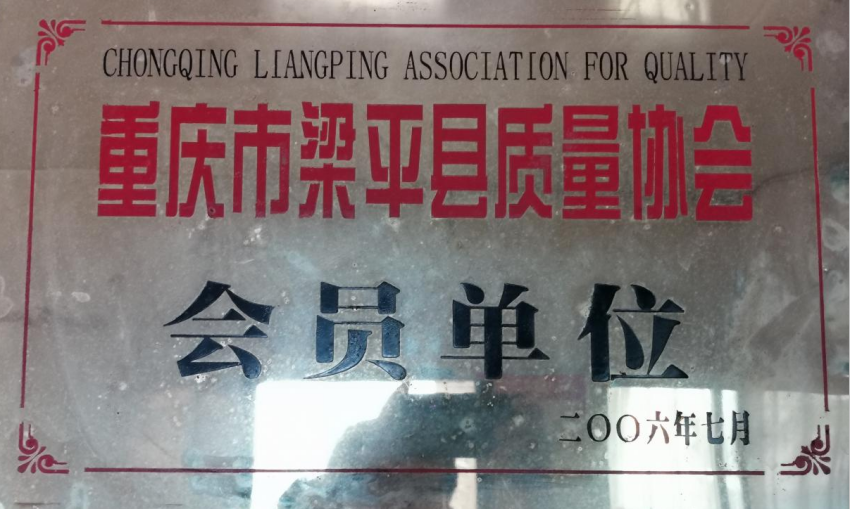 CHONGQING LIANGPING ASSOCIATION FOR QUALITY
重庆市梁平县质量协会
会员单位
二〇〇六年七月